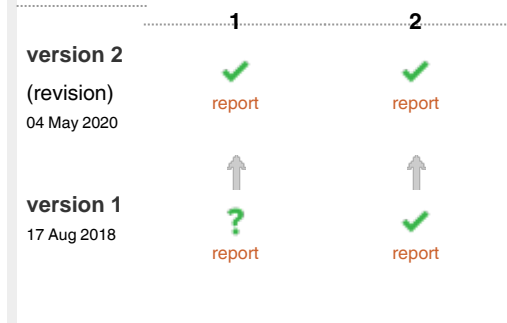 1 2
version 2
(revision)
04 May 2020
report report
version 1
17 Aug 2018
?
report report